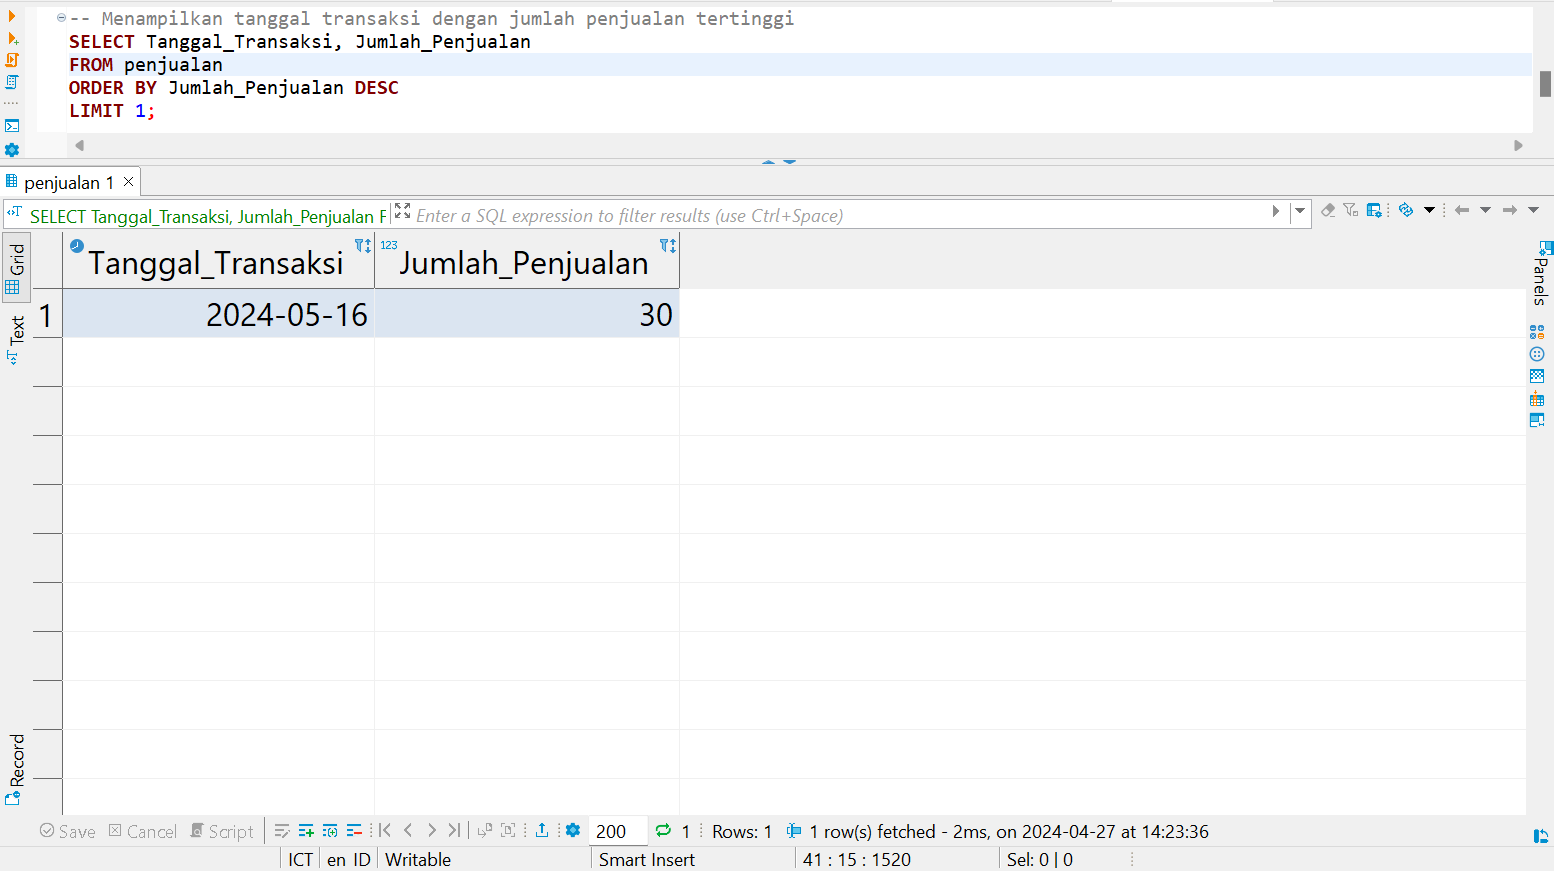 -- Menampilkan tanggal transaksi dengan jumlah penjualan tertinggi
SELECT Tanggal_Transaksi, Jumlah_Penjualan
FROM penjualan
ORDER BY Jumlah_Penjualan DESC
LIMIT 1;
penjualan 1
SELECT Tanggal_Transaksi, Jumlah_Penjualan F
Enter a SQL expression to filter results (use Ctrl+Space)
Grid
Text
Record
Panels
Tanggal_Transaksi 123 Jumlah_Penjualan
1 2024-05-16 30
Save Cancel Script 200 1 Rows: 1 1 row(s) fetched - 2ms, on 2024-04-27 at 14:23:36
ICT en_ID Writable Smart Insert 41 : 15 : 1520 Sel: 0 | 0